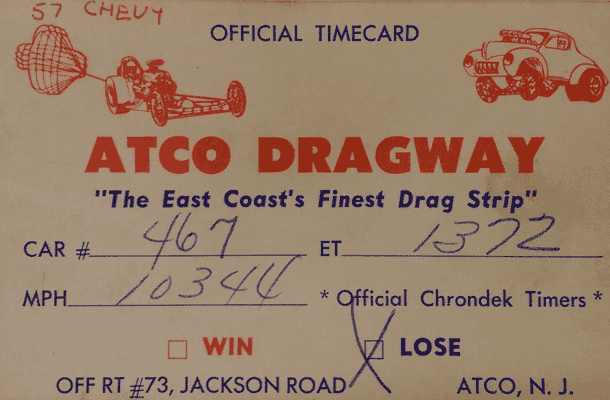 57 CHEVY
OFFICIAL TIMECARD
ATCO DRAGWAY
"The East Coast's Finest Drag Strip"
CAR # 467 ET 1372
MPH 10344 * Official Chrondek Timers *
WIN X LOSE
OFF RT #73, JACKSON ROAD ATCO, N. J.